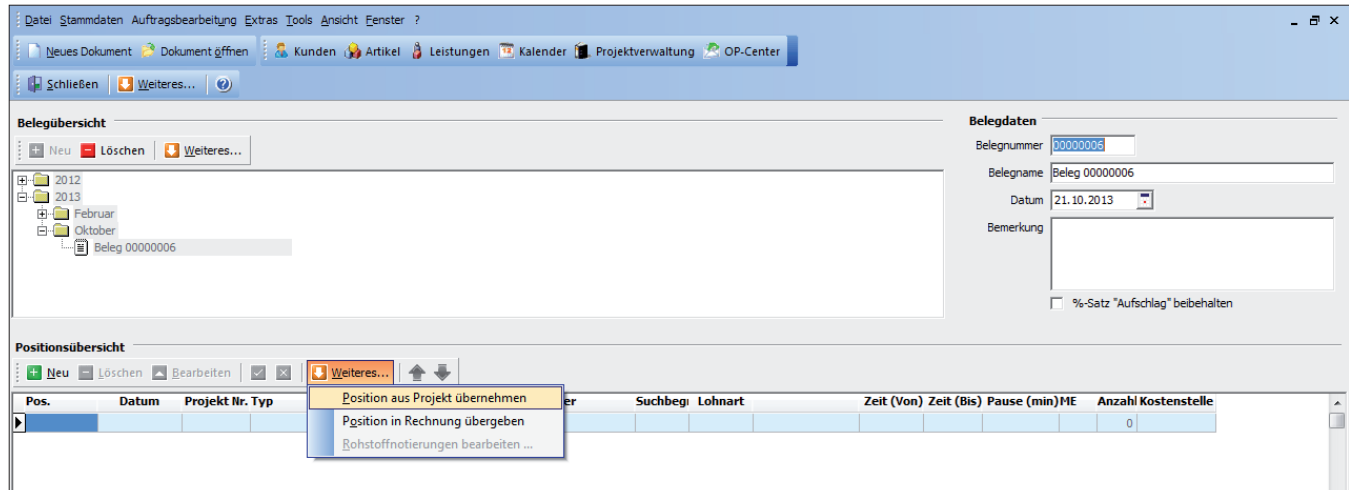 Datei Stammdaten Auftragsbearbeitung Extras Tools Ansicht Fenster ?
Neues Dokument Dokument öffnen Kunden Artikel Leistungen Kalender Projektverwaltung OP-Center
Schließen Weiteres...
Belegübersicht
Neu Löschen Weiteres...
2012
2013
Februar
Oktober
Beleg 00000006
Belegdaten
Belegnummer 00000006
Belegname Beleg 00000006
Datum 21.10.2013
Bemerkung
%-Satz "Aufschlag" beibehalten
Positionsübersicht
Neu Löschen Bearbeiten Weiteres...
Pos. Datum Projekt Nr. Typ er Suchbegr Lohnart Zeit (Von) Zeit (Bis) Pause (min) ME Anzahl Kostenstelle
0
Position aus Projekt übernehmen
Position in Rechnung übergeben
Rohstoffnotierungen bearbeiten ...